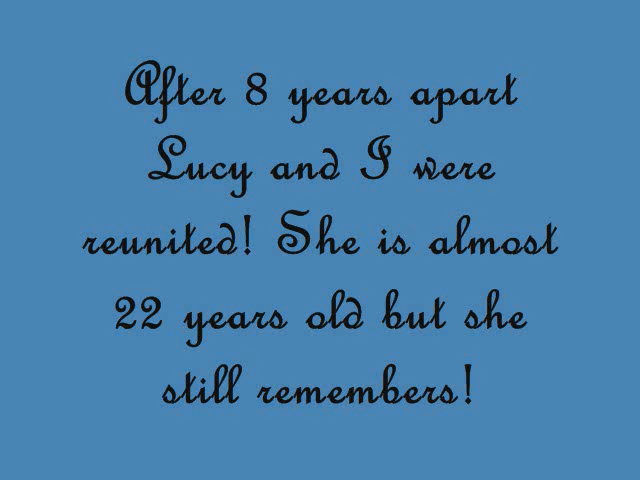 After 8 years apart
Lucy and I were
reunited! She is almost
22 years old but she
still remembers!